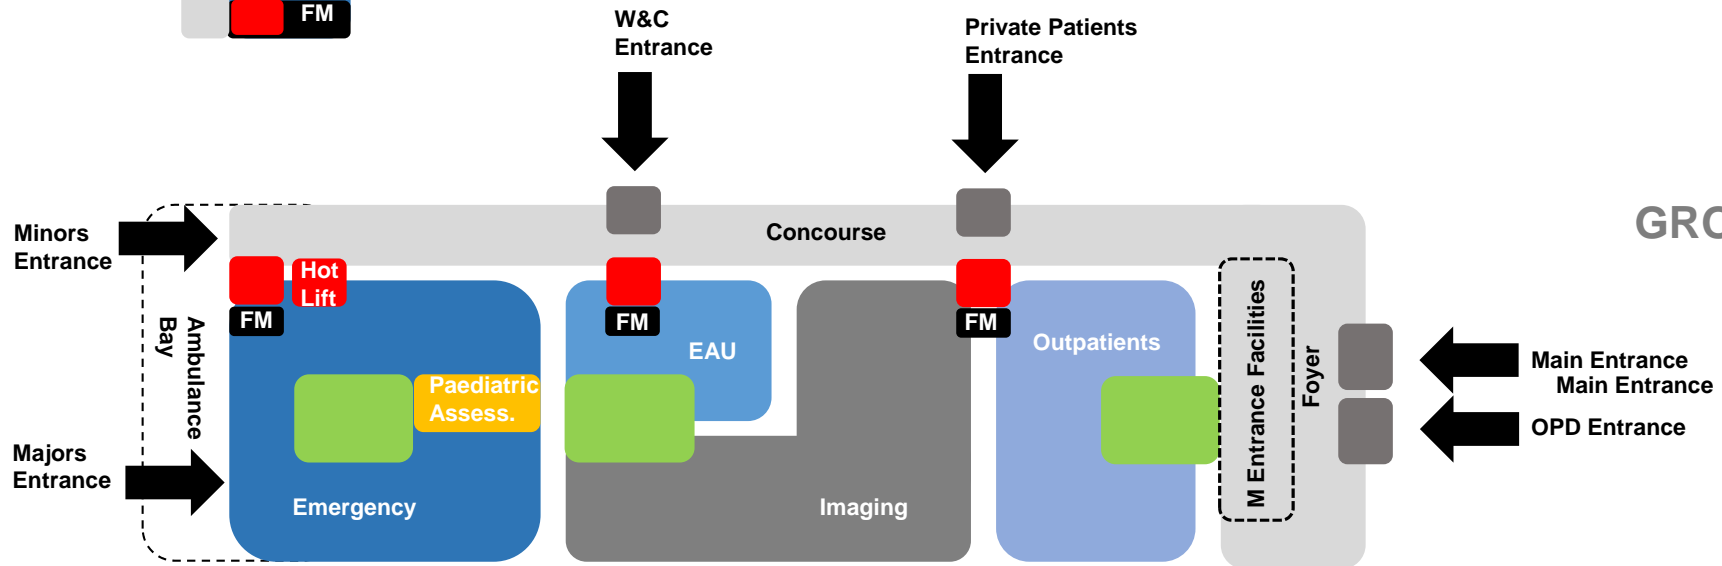 FM
W&C
Entrance
Private Patients
Entrance
Minors
Entrance
Concourse
GRO
Hot
Lift
FM
FM
FM
Ambulance
Bay
EAU
Outpatients
M Entrance Facilities
Foyer
Main Entrance
Main Entrance
Paediatric
Assess.
OPD Entrance
Majors
Entrance
Emergency
Imaging